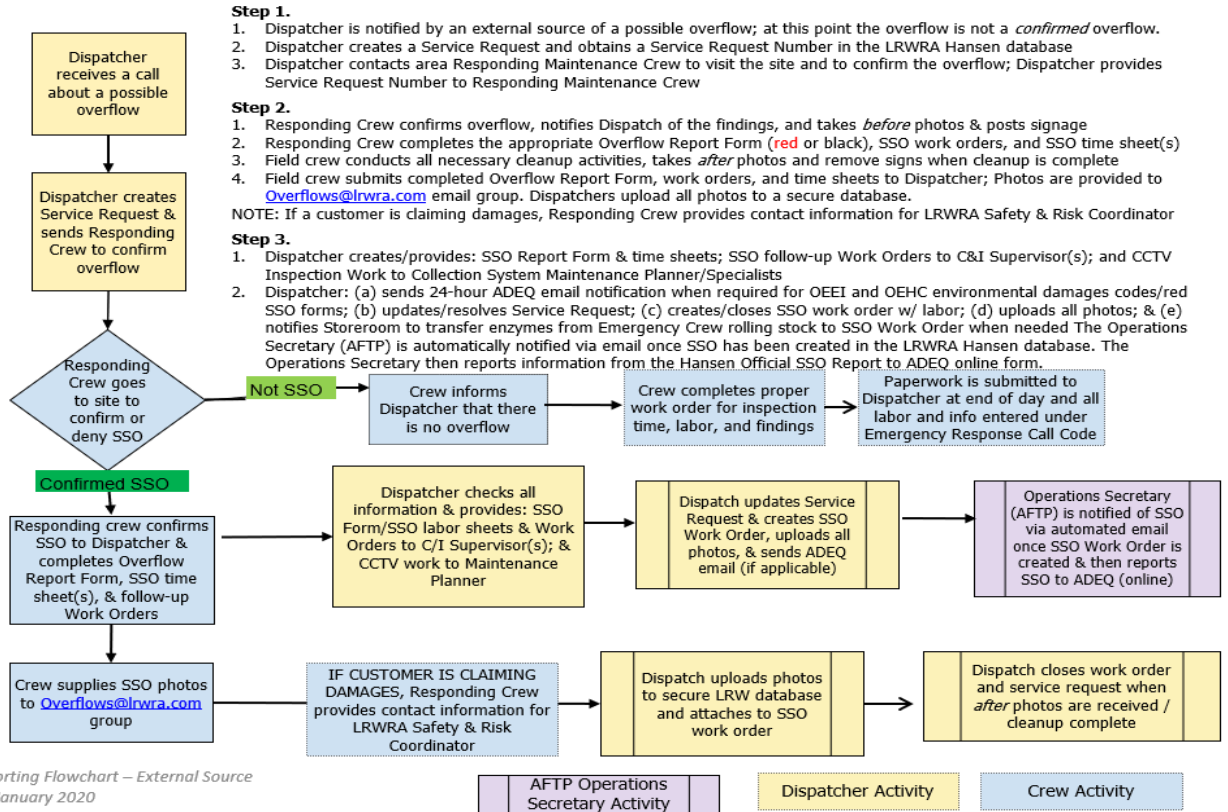 Step 1.
1. Dispatcher is notified by an external source of a possible overflow; at this point the overflow is not a confirmed overflow.
2. Dispatcher creates a Service Request and obtains a Service Request Number in the LRWRA Hansen database
3. Dispatcher contacts area Responding Maintenance Crew to visit the site and to confirm the overflow; Dispatcher provides
Service Request Number to Responding Maintenance Crew
Step 2.
1. Responding Crew confirms overflow, notifies Dispatch of the findings, and takes before photos & posts signage
2. Responding Crew completes the appropriate Overflow Report Form (red or black), SSO work orders, and SSO time sheet(s)
3. Field crew conducts all necessary cleanup activities, takes after photos and remove signs when cleanup is complete
4. Field crew submits completed Overflow Report Form, work orders, and time sheets to Dispatcher; Photos are provided to
Overflows@lrwra.com email group. Dispatchers upload all photos to a secure database.
NOTE: If a customer is claiming damages, Responding Crew provides contact information for LRWRA Safety & Risk Coordinator
Step 3.
1. Dispatcher creates/provides: SSO Report Form & time sheets; SSO follow-up Work Orders to C&I Supervisor(s); and CCTV
Inspection Work to Collection System Maintenance Planner/Specialists
2. Dispatcher: (a) sends 24-hour ADEQ email notification when required for OEEI and OEHC environmental damages codes/red
SSO forms; (b) updates/resolves Service Request; (c) creates/closes SSO work order w/ labor; (d) uploads all photos; & (e)
notifies Storeroom to transfer enzymes from Emergency Crew rolling stock to SSO Work Order when needed The Operations
Secretary (AFTP) is automatically notified via email once SSO has been created in the LRWRA Hansen database. The
Operations Secretary then reports information from the Hansen Official SSO Report to ADEQ online form.
Dispatcher
receives a call
about a possible
overflow
Dispatcher creates
Service Request &
sends Responding
Crew to confirm
overflow
Responding
Crew goes
to site to
confirm or
deny SSO
Not SSO
Crew informs
Dispatcher that there
is no overflow
Crew completes proper
work order for inspection
time, labor, and findings
Paperwork is submitted to
Dispatcher at end of day and all
labor and info entered under
Emergency Response Call Code
Confirmed SSO
Responding crew confirms
SSO to Dispatcher &
completes Overflow
Report Form, SSO time
sheet(s), & follow-up
Work Orders
Dispatcher checks all
information & provides: SSO
Form/SSO labor sheets & Work
Orders to C/I Supervisor(s); &
CCTV work to Maintenance
Planner
Dispatch updates Service
Request & creates SSO
Work Order, uploads all
photos, & sends ADEQ
email (if applicable)
Operations Secretary
(AFTP) is notified of SSO
via automated email
once SSO Work Order is
created & then reports
SSO to ADEQ (online)
Crew supplies SSO photos
to Overflows@lrwra.com
group
IF CUSTOMER IS CLAIMING
DAMAGES, Responding Crew
provides contact information for
LRWRA Safety & Risk
Coordinator
Dispatch uploads photos
to secure LRW database
and attaches to SSO
work order
Dispatch closes work order
and service request when
after photos are received /
cleanup complete
orting Flowchart – External Source
anuary 2020
AFTP Operations
Secretary Activity
Dispatcher Activity
Crew Activity